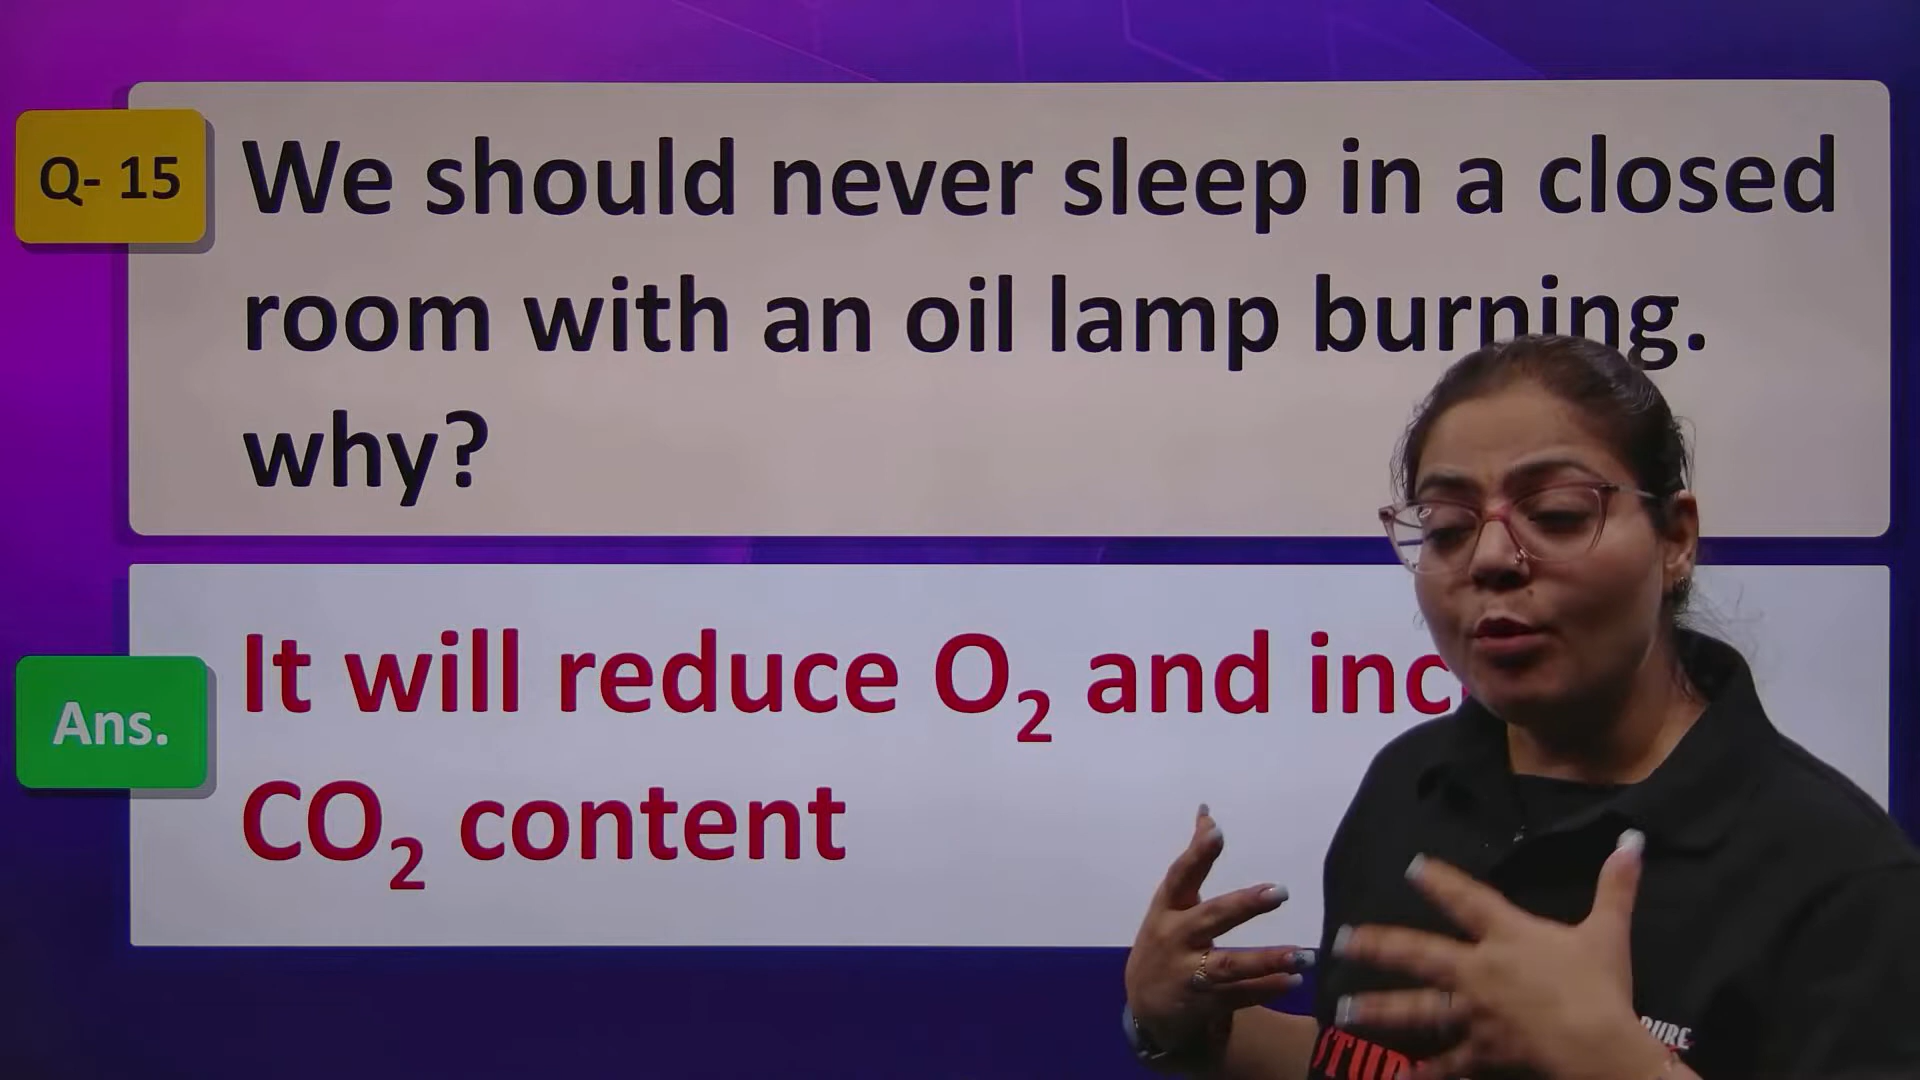 Q- 15
We should never sleep in a closed
room with an oil lamp burning.
why?
Ans.
It will reduce O₂ and
CO₂ content